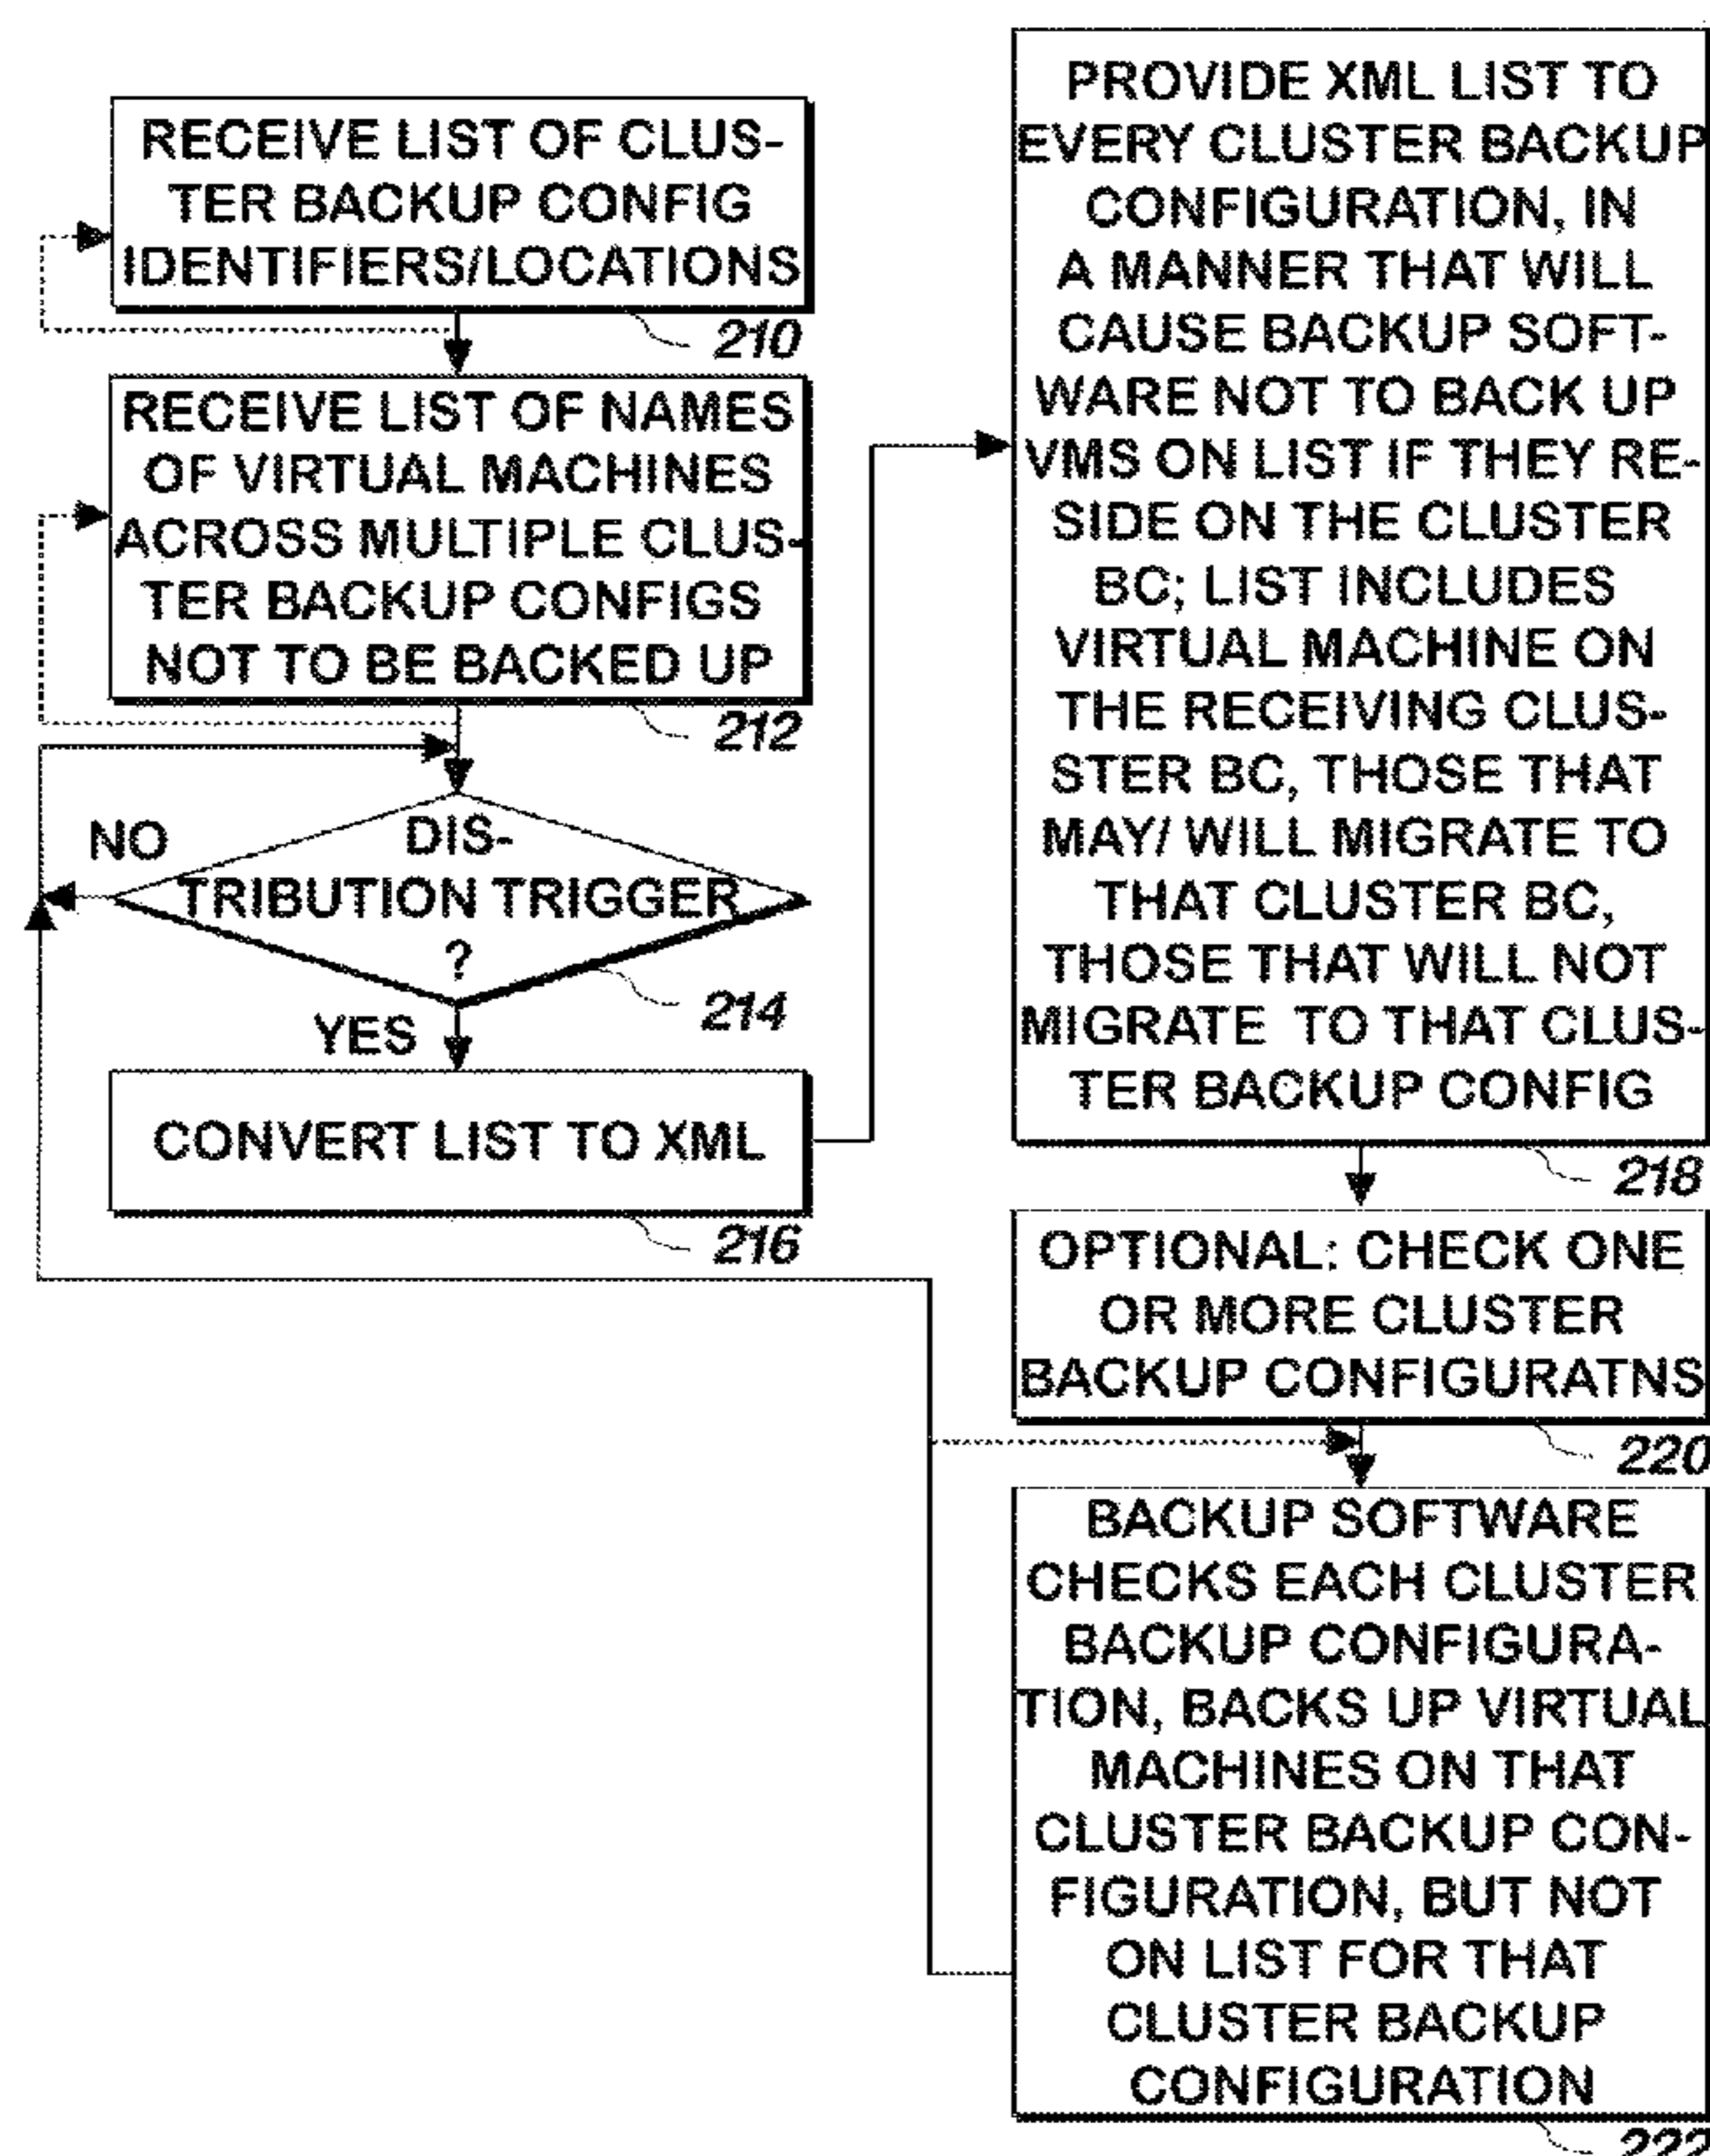 RECEIVE LIST OF CLUS-
TER BACKUP CONFIG
IDENTIFIERS/LOCATIONS
210
RECEIVE LIST OF NAMES
OF VIRTUAL MACHINES
ACROSS MULTIPLE CLUS-
TER BACKUP CONFIGS
NOT TO BE BACKED UP
212
NO
DIS-
TRIBUTION TRIGGER
?
214
YES
CONVERT LIST TO XML
216
PROVIDE XML LIST TO
EVERY CLUSTER BACKUP
CONFIGURATION, IN
A MANNER THAT WILL
CAUSE BACKUP SOFT-
WARE NOT TO BACK UP
VMS ON LIST IF THEY RE-
SIDE ON THE CLUSTER
BC; LIST INCLUDES
VIRTUAL MACHINE ON
THE RECEIVING CLUS-
STER BC, THOSE THAT
MAY/ WILL MIGRATE TO
THAT CLUSTER BC,
THOSE THAT WILL NOT
MIGRATE TO THAT CLUS-
TER BACKUP CONFIG
218
OPTIONAL: CHECK ONE
OR MORE CLUSTER
BACKUP CONFIGURATNS
220
BACKUP SOFTWARE
CHECKS EACH CLUSTER
BACKUP CONFIGURA-
TION, BACKS UP VIRTUAL
MACHINES ON THAT
CLUSTER BACKUP CON-
FIGURATION, BUT NOT
ON LIST FOR THAT
CLUSTER BACKUP
CONFIGURATION
222